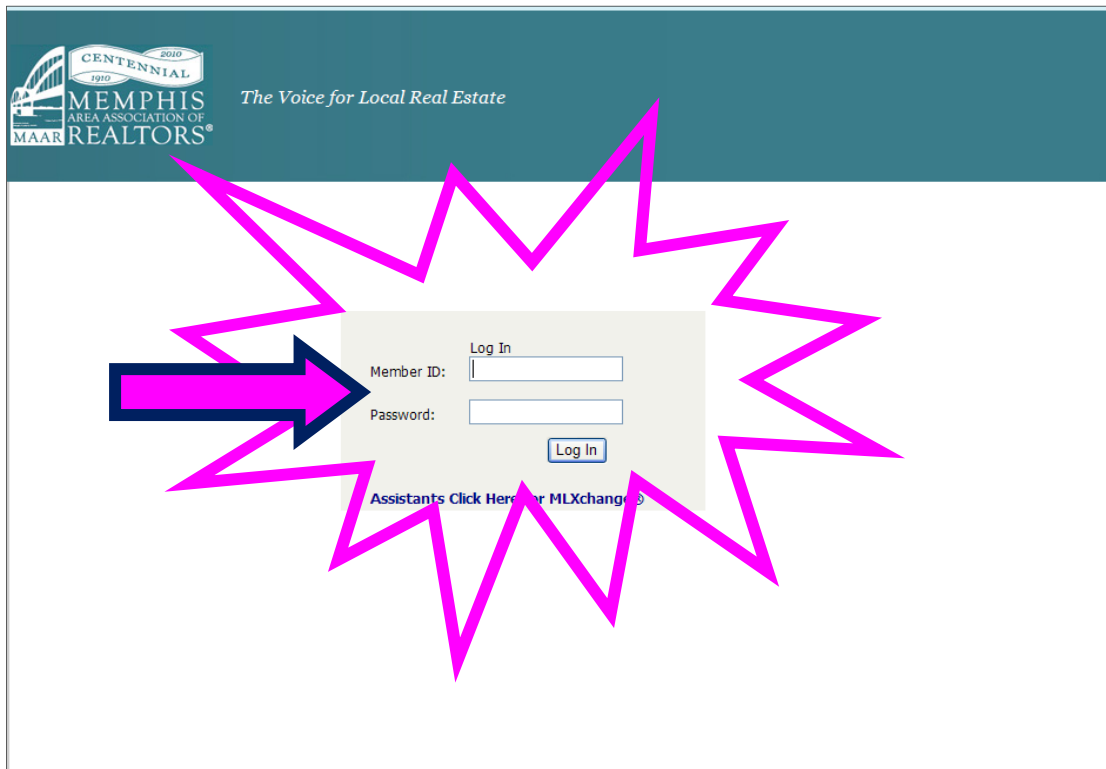 CENTENNIAL
1910 2010
MEMPHIS
AREA ASSOCIATION OF
MAAR REALTORS®
The Voice for Local Real Estate
Log In
Member ID:
Password:
Log In
Assistants Click Here for MLXchange®